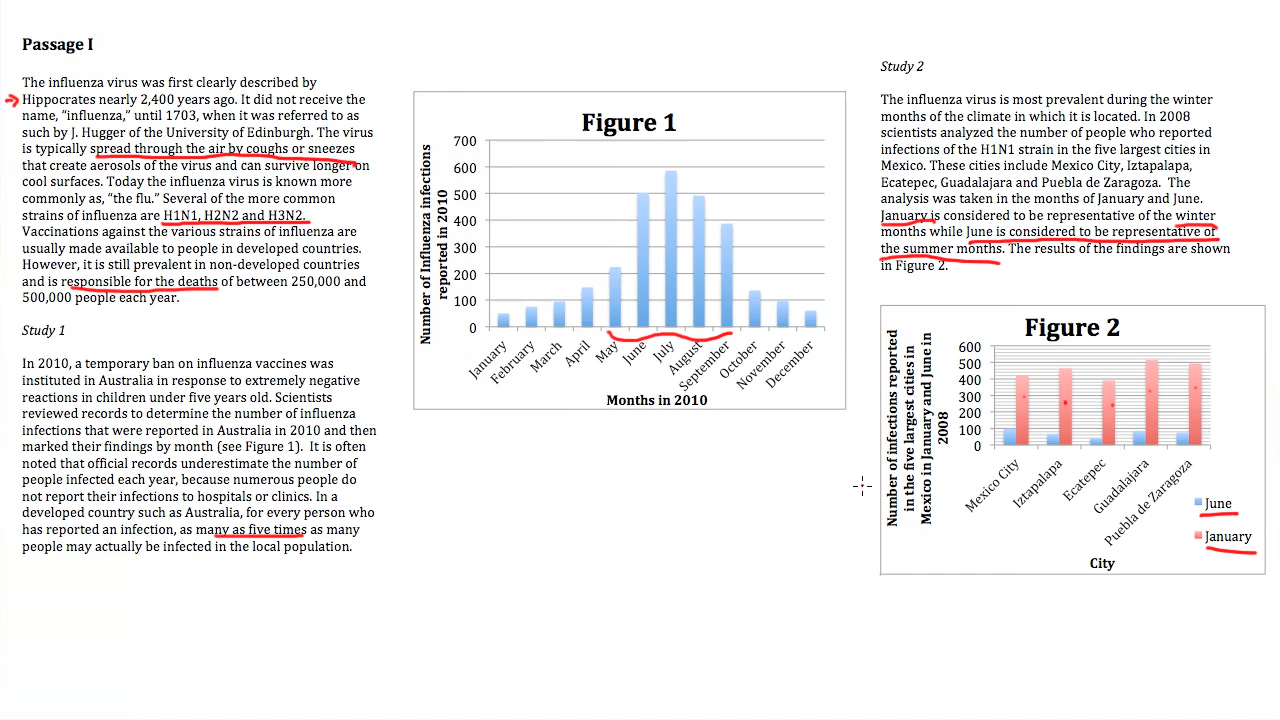 Passage I
The influenza virus was first clearly described by
Hippocrates nearly 2,400 years ago. It did not receive the
name, “influenza,” until 1703, when it was referred to as
such by J. Hugger of the University of Edinburgh. The virus
is typically spread through the air by coughs or sneezes
that create aerosols of the virus and can survive longer on
cool surfaces. Today the influenza virus is known more
commonly as, “the flu.” Several of the more common
strains of influenza are H1N1, H2N2 and H3N2.
Vaccinations against the various strains of influenza are
usually made available to people in developed countries.
However, it is still prevalent in non-developed countries
and is responsible for the deaths of between 250,000 and
500,000 people each year.
Study 1
In 2010, a temporary ban on influenza vaccines was
instituted in Australia in response to extremely negative
reactions in children under five years old. Scientists
reviewed records to determine the number of influenza
infections that were reported in Australia in 2010 and then
marked their findings by month (see Figure 1). It is often
noted that official records underestimate the number of
people infected each year, because numerous people do
not report their infections to hospitals or clinics. In a
developed country such as Australia, for every person who
has reported an infection, as many as five times as many
people may actually be infected in the local population.
Figure 1
Number of Influenza infections
reported in 2010
700
600
500
400
300
200
100
0
January
February
March
April
May
June
July
August
September
October
November
December
Months in 2010
Study 2
The influenza virus is most prevalent during the winter
months of the climate in which it is located. In 2008
scientists analyzed the number of people who reported
infections of the H1N1 strain in the five largest cities in
Mexico. These cities include Mexico City, Iztapalapa,
Ecatepec, Guadalajara and Puebla de Zaragoza. The
analysis was taken in the months of January and June.
January is considered to be representative of the winter
months while June is considered to be representative of
the summer months. The results of the findings are shown
in Figure 2.
Figure 2
Number of infections reported
in the five largest cities in
Mexico in January and June in
2008
600
500
400
300
200
100
0
Mexico City
Iztapalapa
Ecatepec
Guadalajara
Puebla de Zaragoza
June
January
City